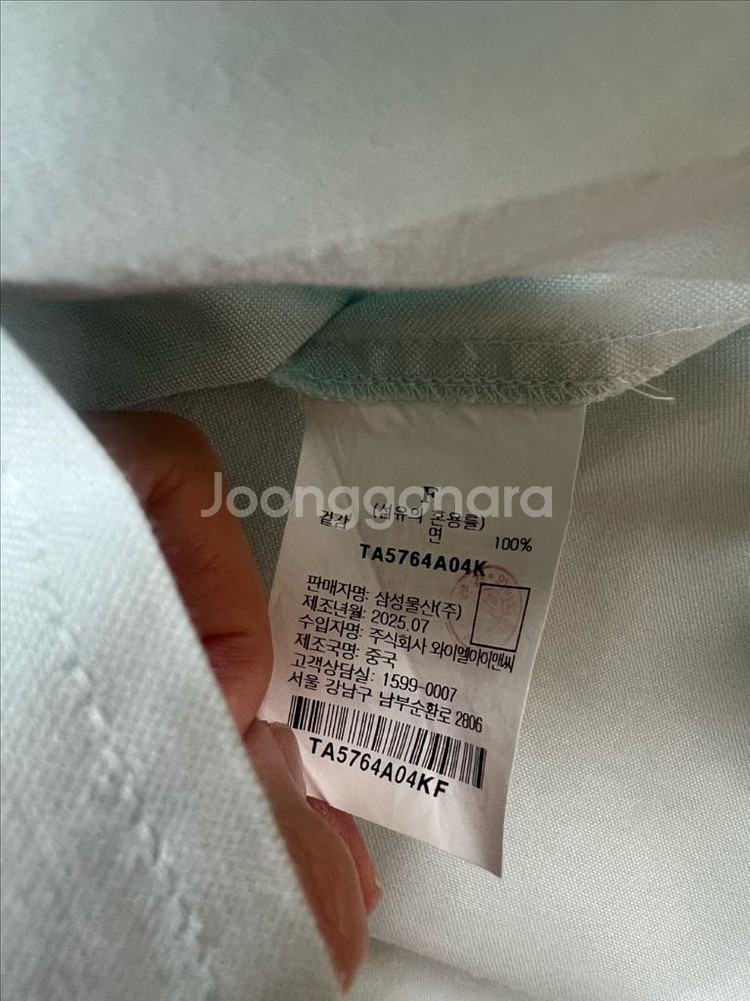 F
Joonggonara
(섬유의 혼용률)
겉감 면 100%
TA5764A04K
판매자명: 삼성물산(주)
제조년월: 2025.07
수입자명: 주식회사 와이엘아이앤씨
제조국명: 중국
고객상담실: 1599-0007
서울 강남구 남부순환로 2806
TA5764A04KF